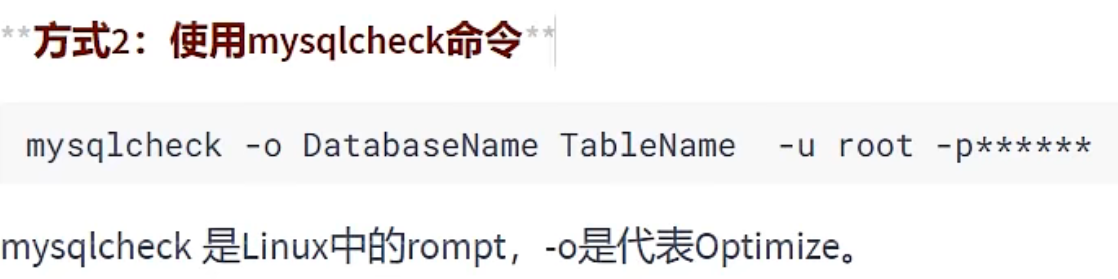 **方式2：使用mysqlcheck命令**
mysqlcheck -o DatabaseName TableName  -u root -p******
mysqlcheck 是Linux中的rompt，-o是代表Optimize。